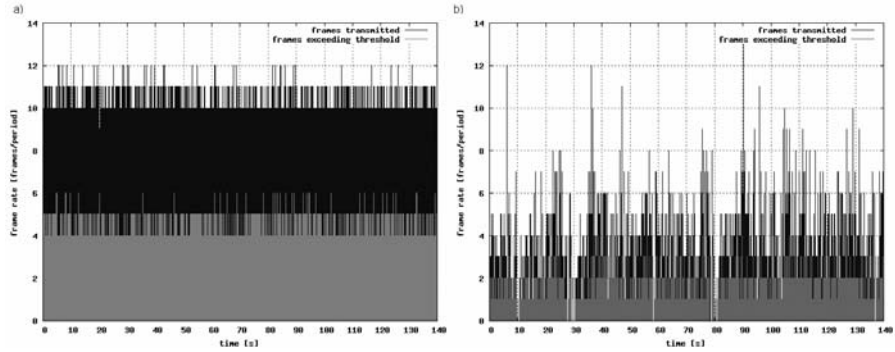 a)
frames transmitted
frames exceeding threshold
frame rate [frames/period]
14
12
10
8
6
4
2
0
0 10 20 30 40 50 60 70 80 90 100 110 120 130 140
time [s]
b)
frames transmitted
frames exceeding threshold
frame rate [frames/period]
14
12
10
8
6
4
2
0
0 10 20 30 40 50 60 70 80 90 100 110 120 130 140
time [s]